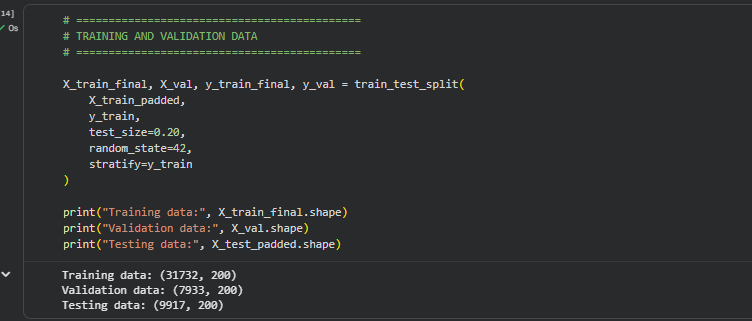 14]
0s
# ============================================
# TRAINING AND VALIDATION DATA
# ============================================
X_train_final, X_val, y_train_final, y_val = train_test_split(
    X_train_padded,
    y_train,
    test_size=0.20,
    random_state=42,
    stratify=y_train
)
print("Training data:", X_train_final.shape)
print("Validation data:", X_val.shape)
print("Testing data:", X_test_padded.shape)
Training data: (31732, 200)
Validation data: (7933, 200)
Testing data: (9917, 200)